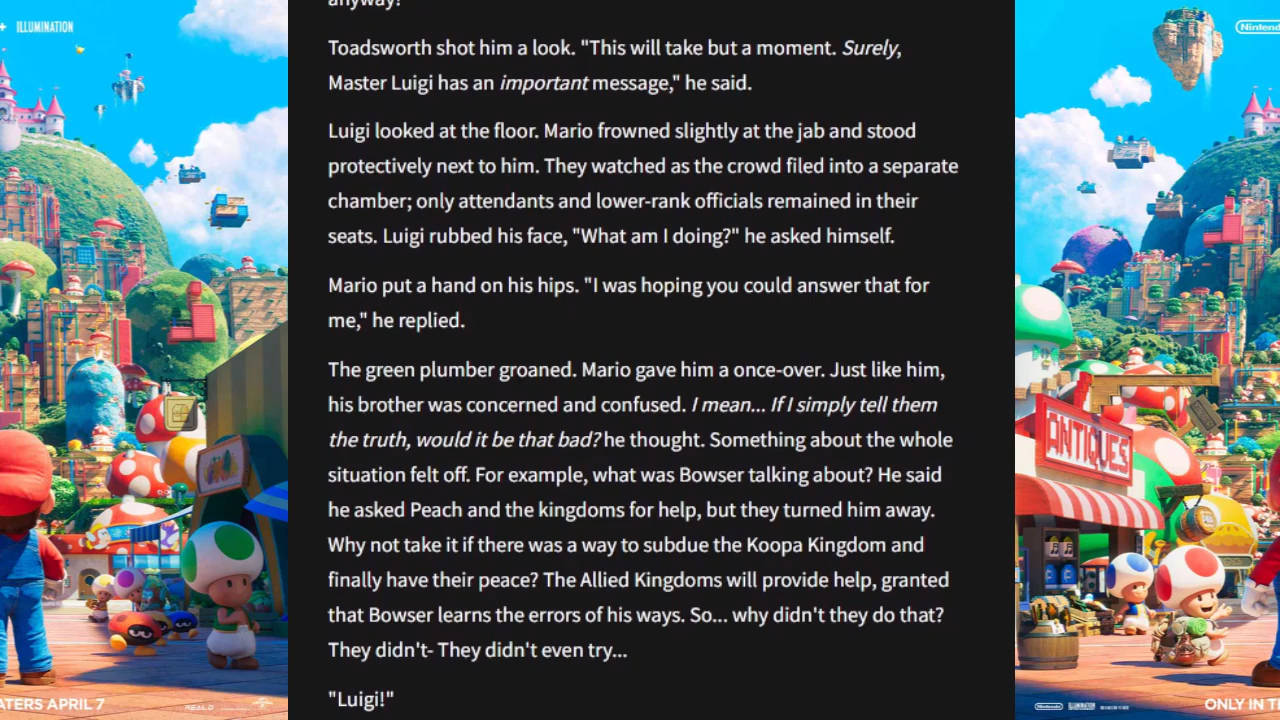 anyway?"
Toadsworth shot him a look. "This will take but a moment. Surely,
Master Luigi has an important message," he said.
Luigi looked at the floor. Mario frowned slightly at the jab and stood
protectively next to him. They watched as the crowd filed into a separate
chamber; only attendants and lower-rank officials remained in their
seats. Luigi rubbed his face, "What am I doing?" he asked himself.
Mario put a hand on his hips. "I was hoping you could answer that for
me," he replied.
The green plumber groaned. Mario gave him a once-over. Just like him,
his brother was concerned and confused. I mean... If I simply tell them
the truth, would it be that bad? he thought. Something about the whole
situation felt off. For example, what was Bowser talking about? He said
he asked Peach and the kingdoms for help, but they turned him away.
Why not take it if there was a way to subdue the Koopa Kingdom and
finally have their peace? The Allied Kingdoms will provide help, granted
that Bowser learns the errors of his ways. So... why didn't they do that?
They didn't- They didn't even try...
"Luigi!"
+ ILLUMINATION
ATERS APRIL 7
REALD
Nintend
ANTIQUES
Nintendo
ILLUMINATION
ONLY IN T